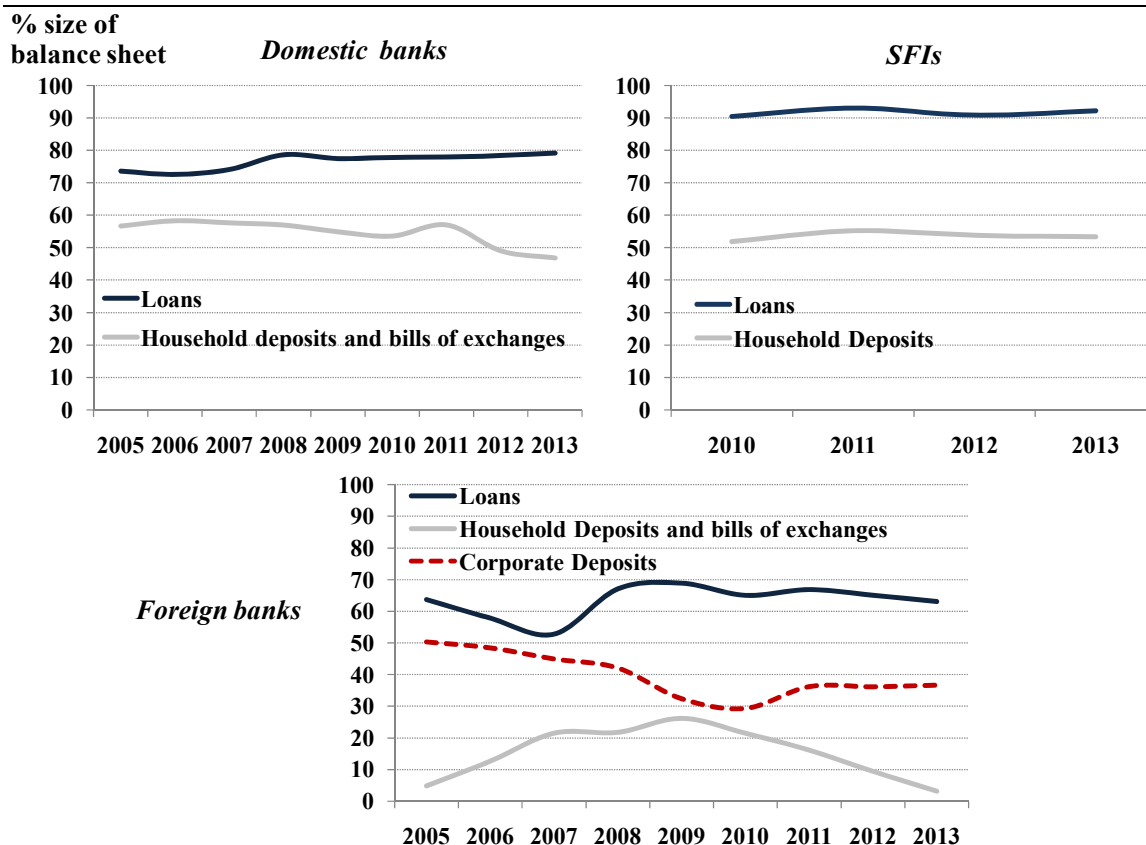 % size of
balance sheet
Domestic banks
100
90
80
70
60
50
40
30
20
10
0
Loans
Household deposits and bills of exchanges
2005 2006 2007 2008 2009 2010 2011 2012 2013
SFIs
100
90
80
70
60
50
40
30
20
10
0
Loans
Household Deposits
2010 2011 2012 2013
Foreign banks
100
90
80
70
60
50
40
30
20
10
0
Loans
Household Deposits and bills of exchanges
Corporate Deposits
2005 2006 2007 2008 2009 2010 2011 2012 2013